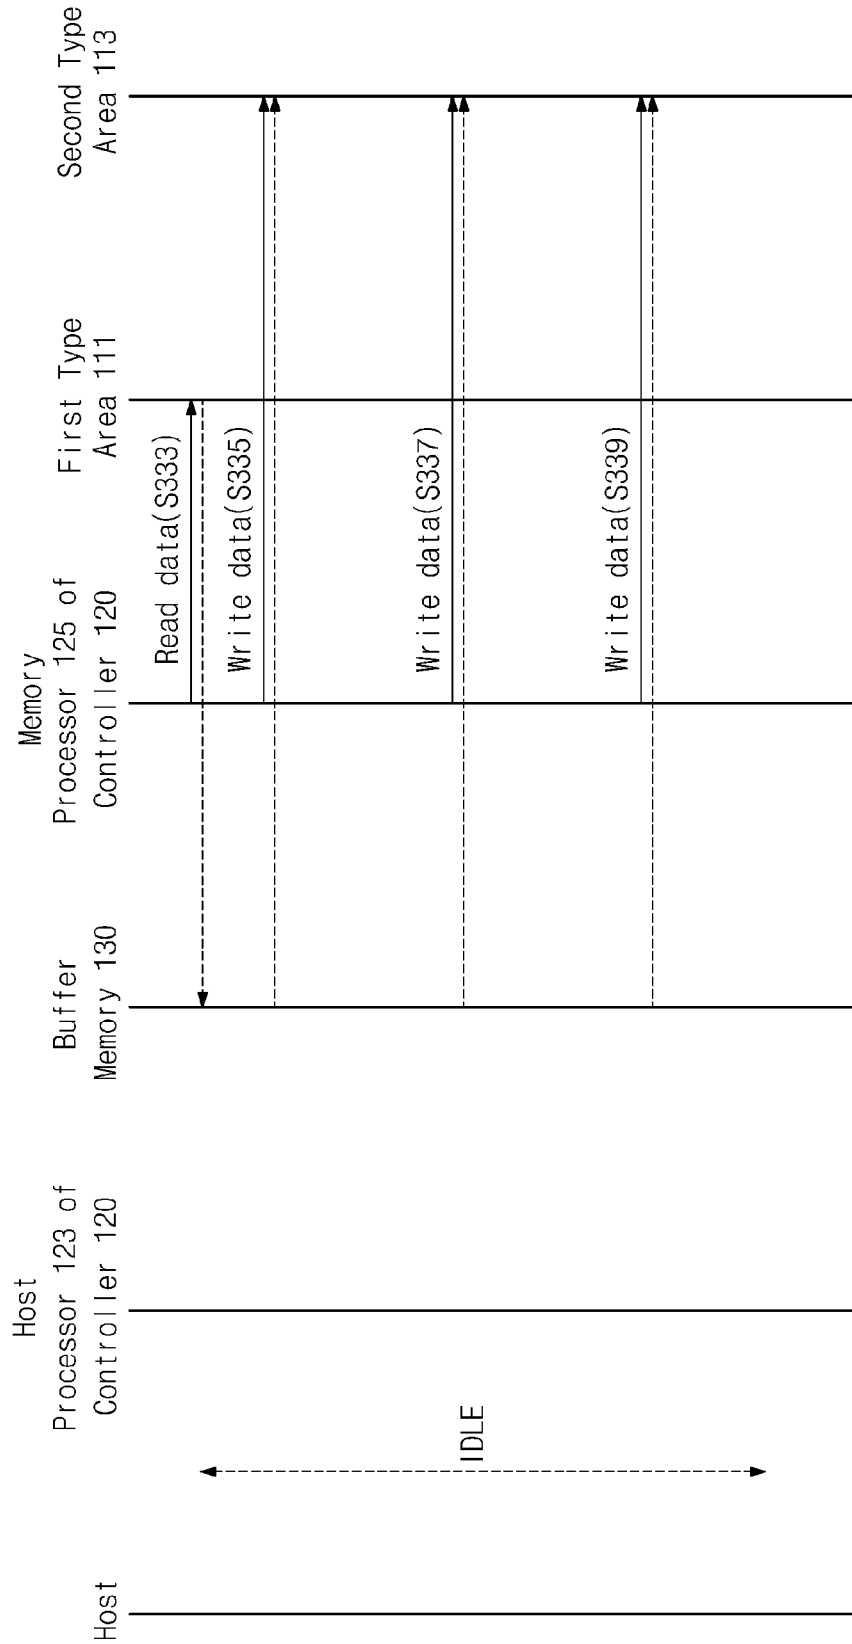 Host
Host
Processor 123 of
Controller 120
Buffer
Memory 130
Memory
Processor 125 of
Controller 120
First Type
Area 111
Second Type
Area 113
Read data(S333)
Write data(S335)
IDLE
Write data(S337)
Write data(S339)